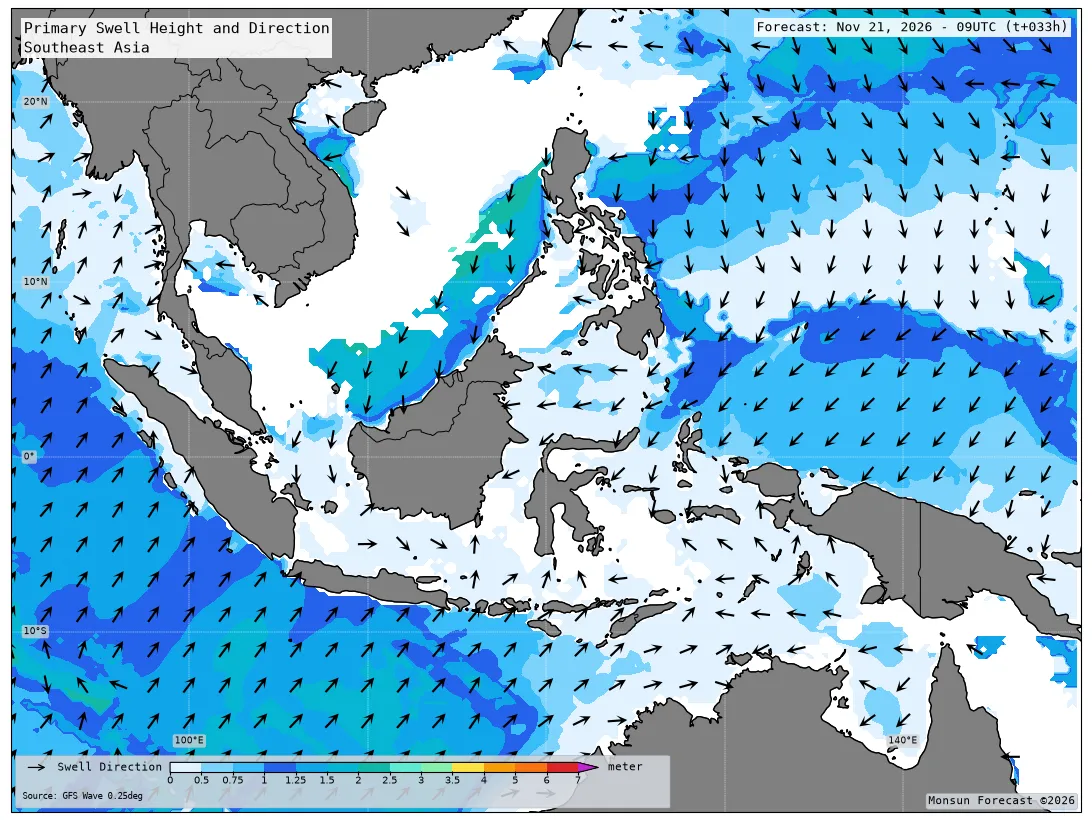 Primary Swell Height and Direction
Southeast Asia
Forecast: Nov 21, 2026 - 09UTC (t+033h)
20°N
10°N
0°
10°S
100°E
140°E
Swell Direction
0 0.5 0.75 1 1.25 1.5 2 2.5 3 3.5 4 5 6 7
meter
Source: GFS Wave 0.25deg
Monsun Forecast ©2026